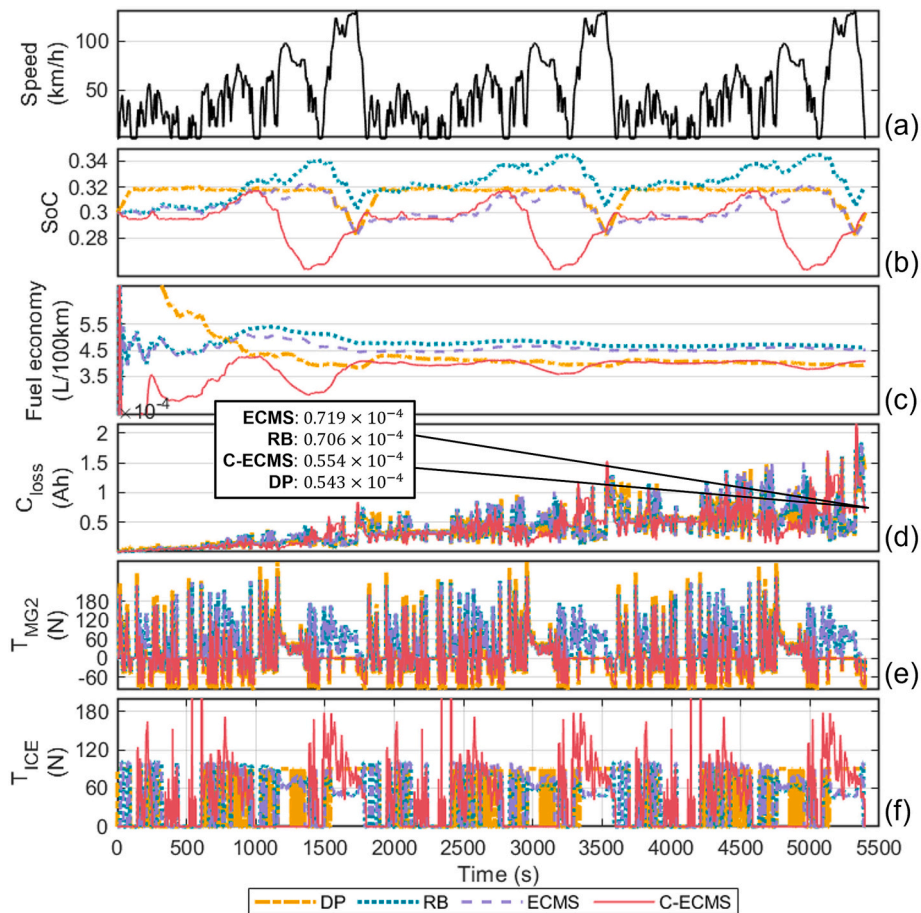 100
50
Speed
(km/h)
(a)
0.34
0.32
0.3
0.28
SoC
(b)
5.5
4.5
3.5
Fuel economy
(L/100km)
(c)
×10⁻⁴
ECMS: 0.719 × 10⁻⁴
RB: 0.706 × 10⁻⁴
C-ECMS: 0.554 × 10⁻⁴
DP: 0.543 × 10⁻⁴
2
1.5
1
0.5
C_loss
(Ah)
(d)
180
120
60
0
-60
T_MG2
(N)
(e)
180
120
60
0
T_ICE
(N)
(f)
0 500 1000 1500 2000 2500 3000 3500 4000 4500 5000 5500
Time (s)
DP RB ECMS C-ECMS